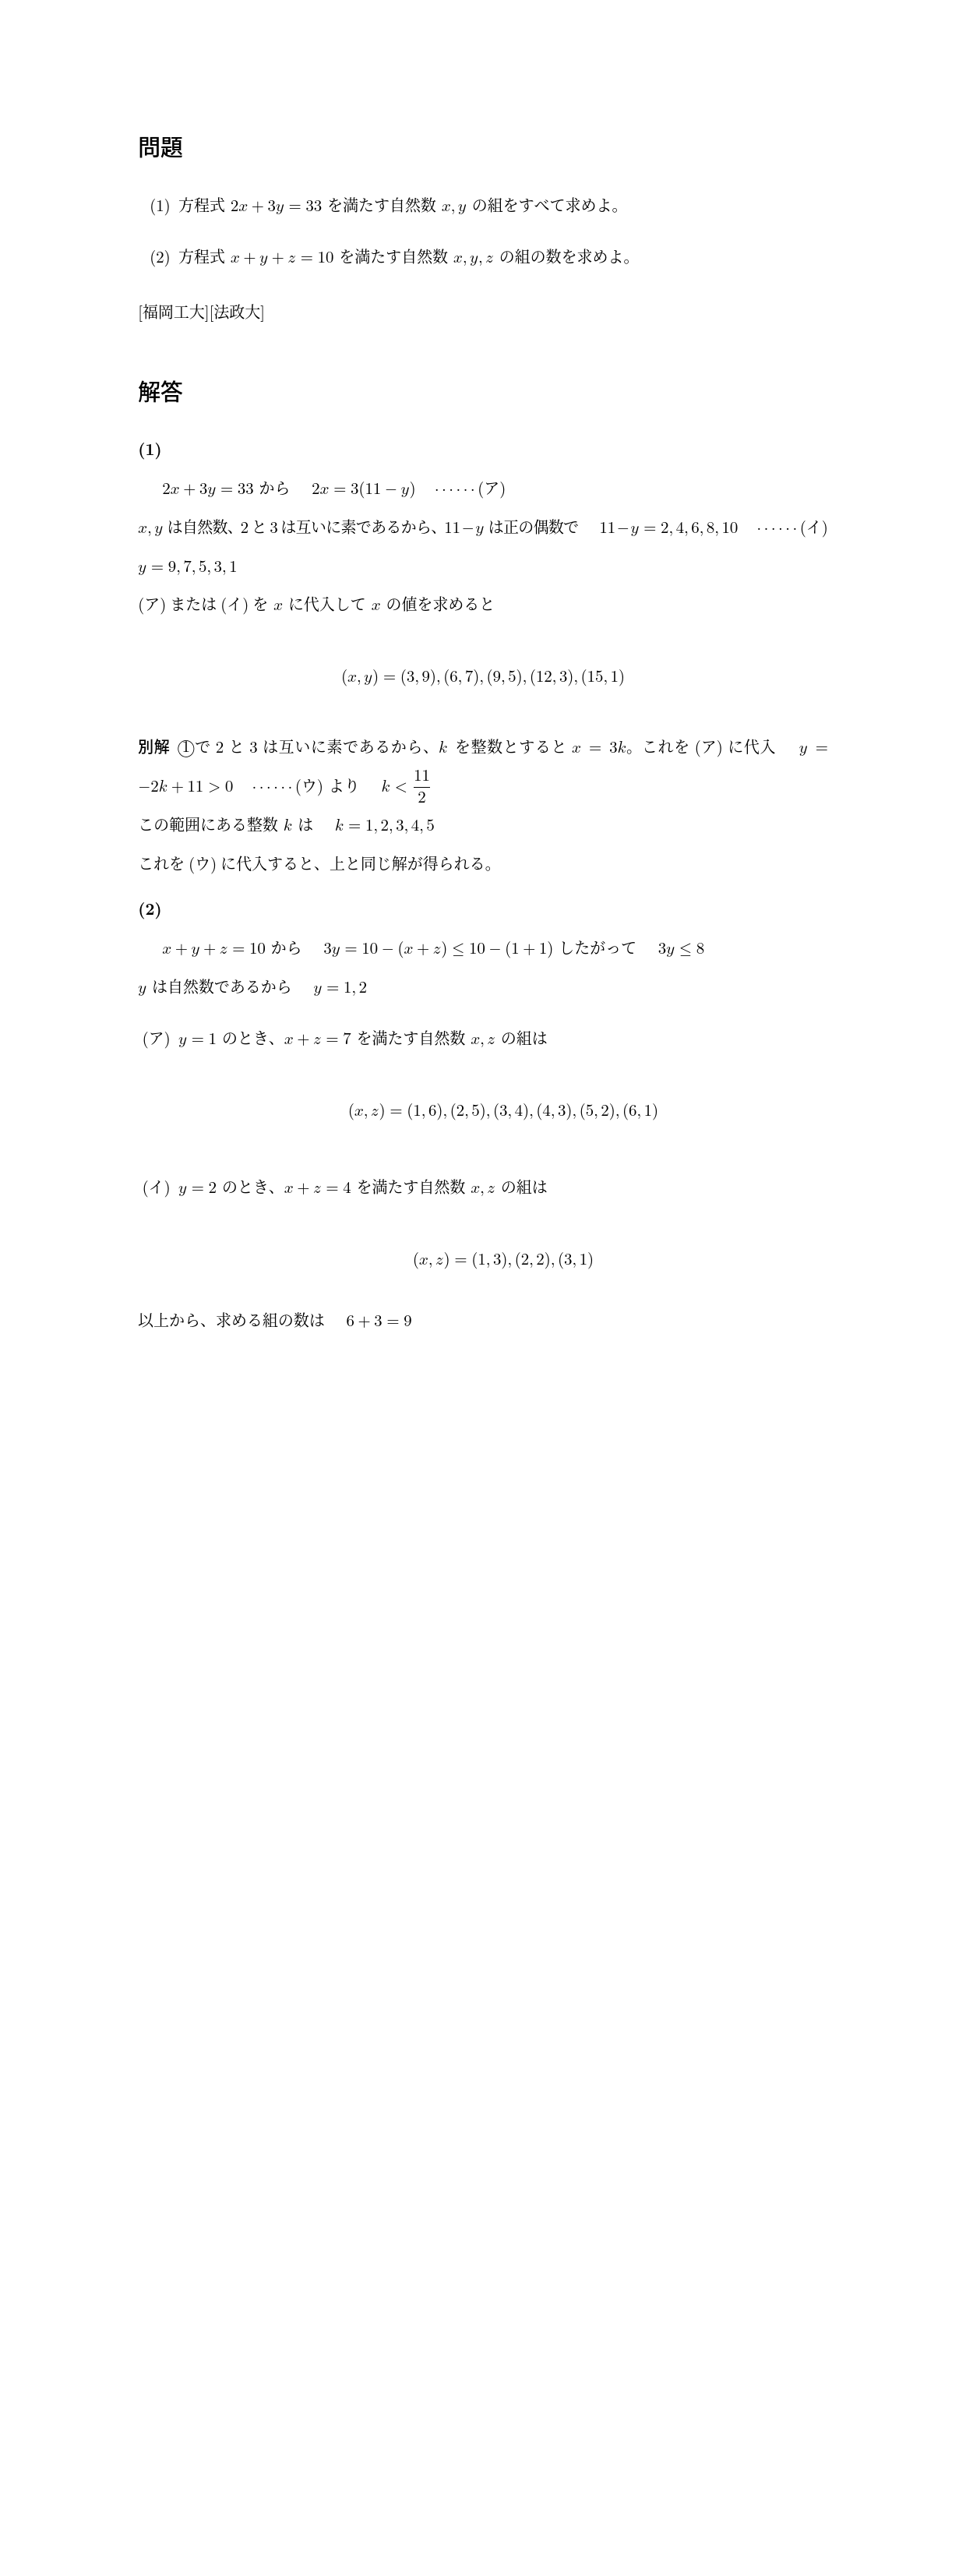 問題
(1) 方程式 2x + 3y = 33 を満たす自然数 x, y の組をすべて求めよ。
(2) 方程式 x + y + z = 10 を満たす自然数 x, y, z の組の数を求めよ。
[福岡工大][法政大]
解答
(1)
2x + 3y = 33 から 2x = 3(11 − y) ⋯⋯(ア)
x, y は自然数、2 と 3 は互いに素であるから、11 − y は正の偶数で 11 − y = 2, 4, 6, 8, 10 ⋯⋯(イ)
y = 9, 7, 5, 3, 1
(ア) または (イ) を x に代入して x の値を求めると
(x, y) = (3, 9), (6, 7), (9, 5), (12, 3), (15, 1)
別解 ①で 2 と 3 は互いに素であるから、k を整数とすると x = 3k。これを (ア) に代入 y =
−2k + 11 > 0 ⋯⋯(ウ) より k < 11/2
この範囲にある整数 k は k = 1, 2, 3, 4, 5
これを (ウ) に代入すると、上と同じ解が得られる。
(2)
x + y + z = 10 から 3y = 10 − (x + z) ≤ 10 − (1 + 1) したがって 3y ≤ 8
y は自然数であるから y = 1, 2
(ア) y = 1 のとき、x + z = 7 を満たす自然数 x, z の組は
(x, z) = (1, 6), (2, 5), (3, 4), (4, 3), (5, 2), (6, 1)
(イ) y = 2 のとき、x + z = 4 を満たす自然数 x, z の組は
(x, z) = (1, 3), (2, 2), (3, 1)
以上から、求める組の数は 6 + 3 = 9